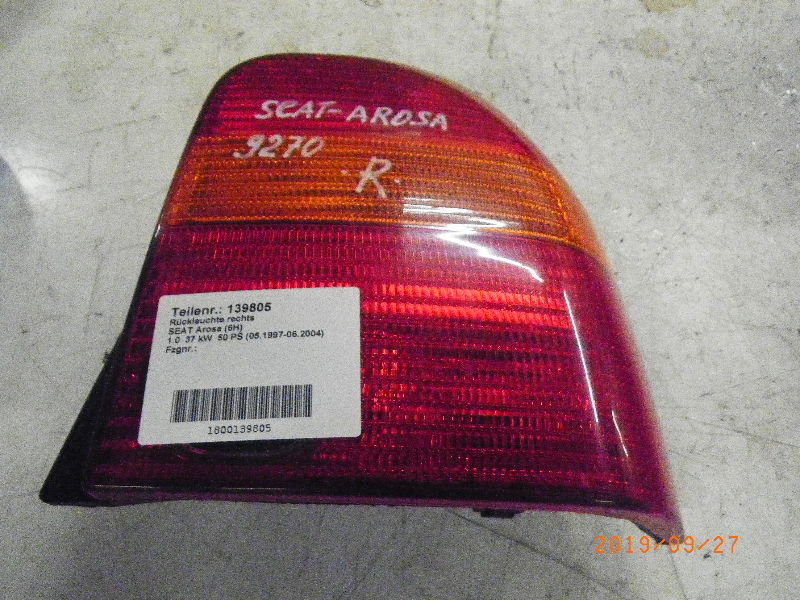 SEAT-AROSA
9270
·R·
Teilenr.: 139805
Rückleuchte rechts
SEAT Arosa (6H)
1.0 37 kW 50 PS (05.1997-06.2004)
Fzgnr.:
1800139805
2019/09/27